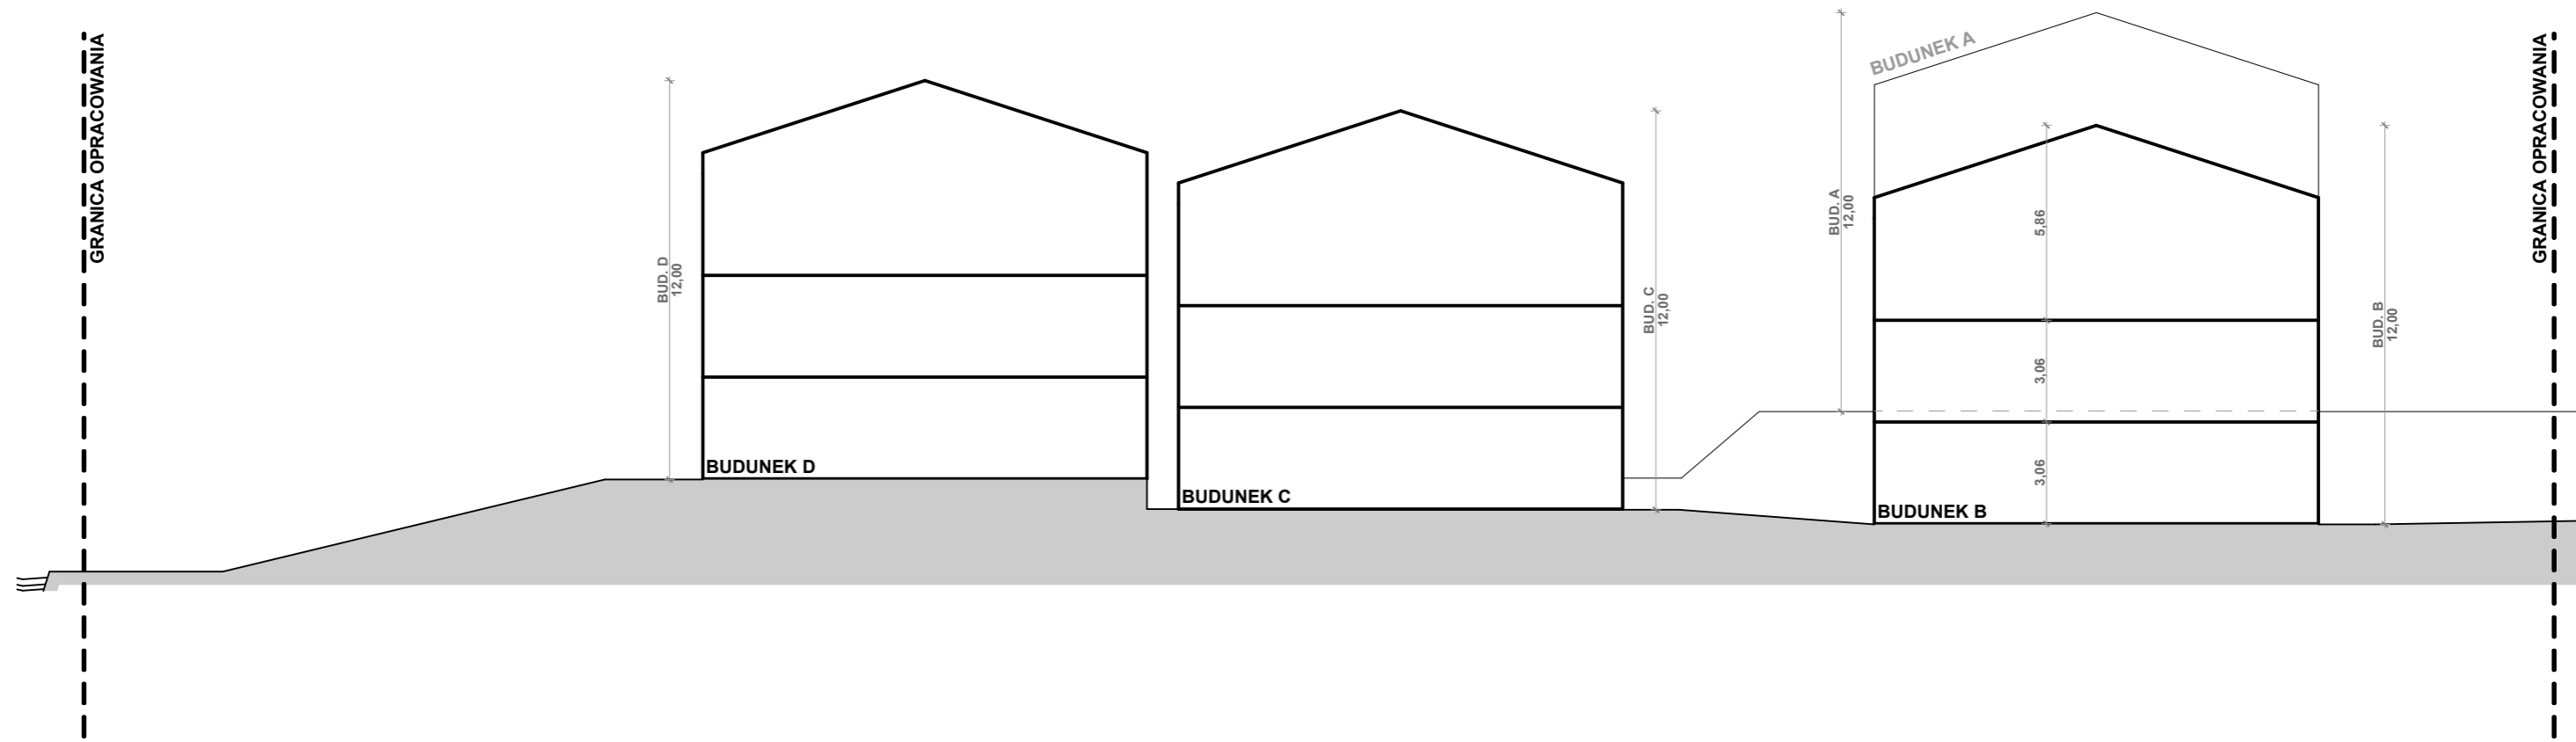 GRANICA OPRACOWANIA
BUD. D
12,00
BUDUNEK D
BUDUNEK C
BUD. C
12,00
BUD. A
12,00
BUDUNEK A
5,86
3,06
3,06
BUDUNEK B
BUD. B
12,00
GRANICA OPRACOWANIA